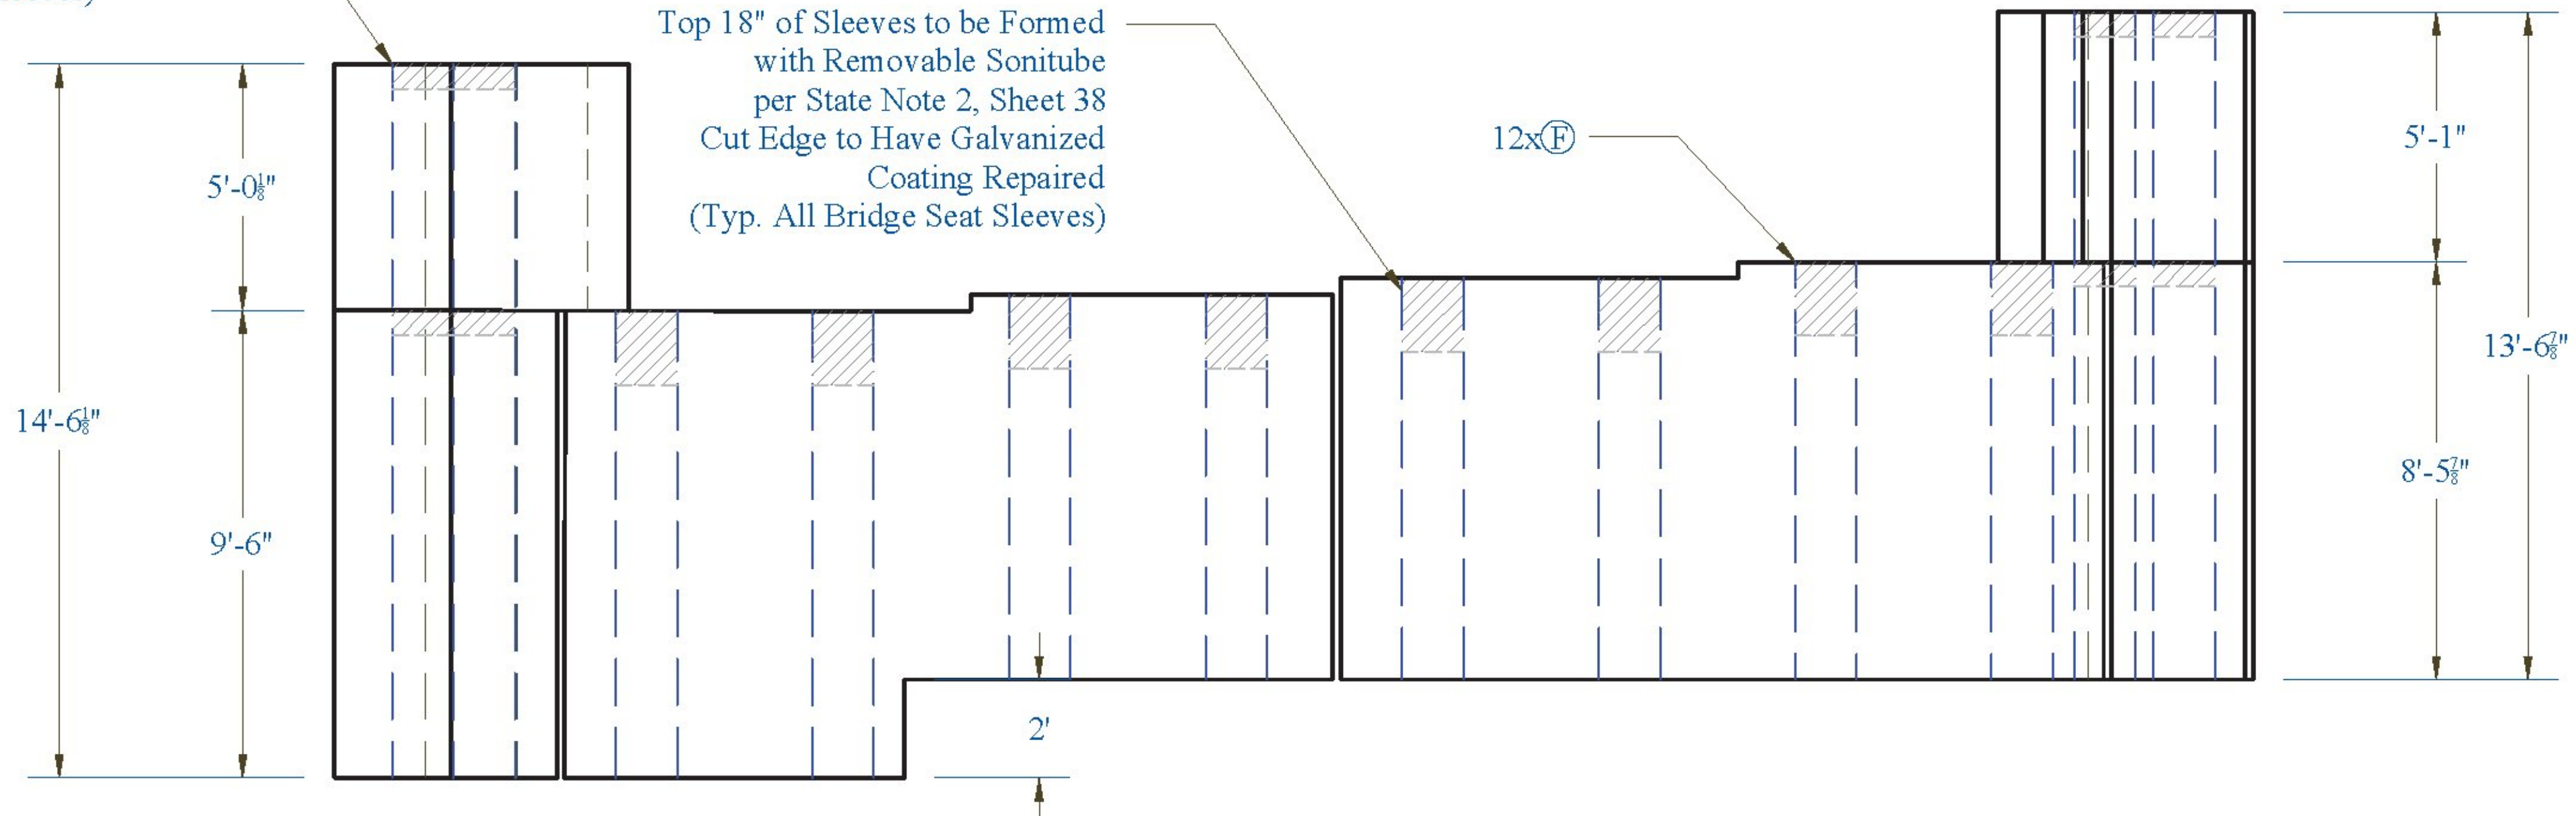 Top 18" of Sleeves to be Formed
with Removable Sonitube
per State Note 2, Sheet 38
Cut Edge to Have Galvanized
Coating Repaired
(Typ. All Bridge Seat Sleeves)
12xⒻ
5'-0⅛"
14'-6⅛"
9'-6"
2'
5'-1"
13'-6⅞"
8'-5⅞"